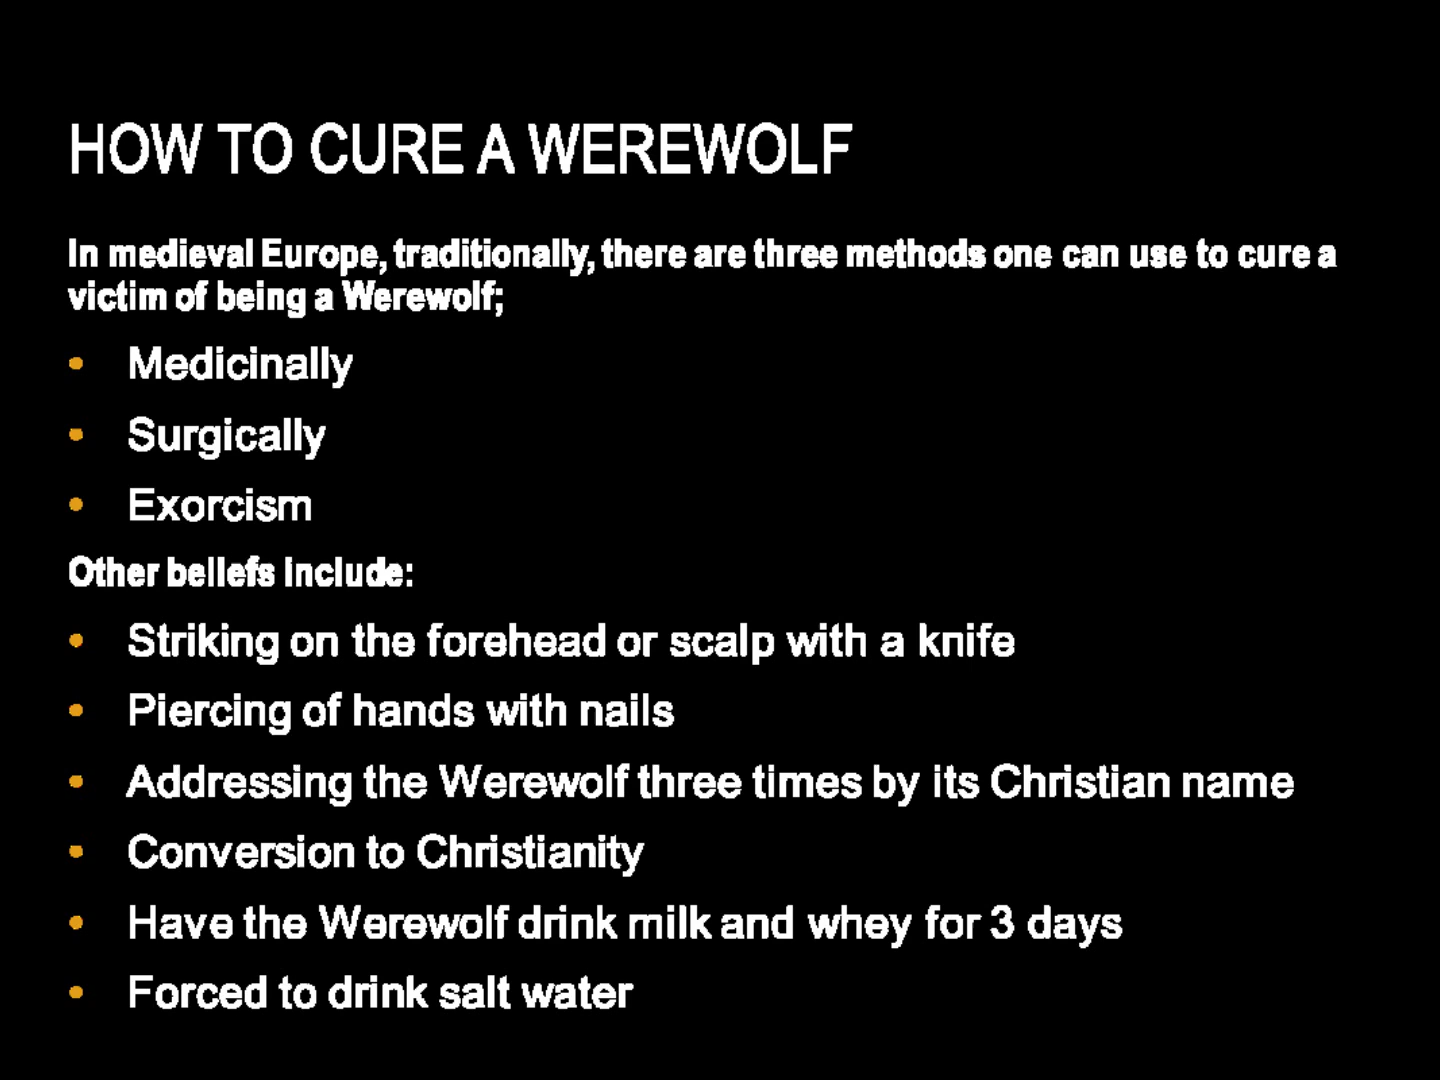 HOW TO CURE A WEREWOLF
In medieval Europe, traditionally, there are three methods one can use to cure a
victim of being a Werewolf;
• Medicinally
• Surgically
• Exorcism
Other beliefs include:
• Striking on the forehead or scalp with a knife
• Piercing of hands with nails
• Addressing the Werewolf three times by its Christian name
• Conversion to Christianity
• Have the Werewolf drink milk and whey for 3 days
• Forced to drink salt water